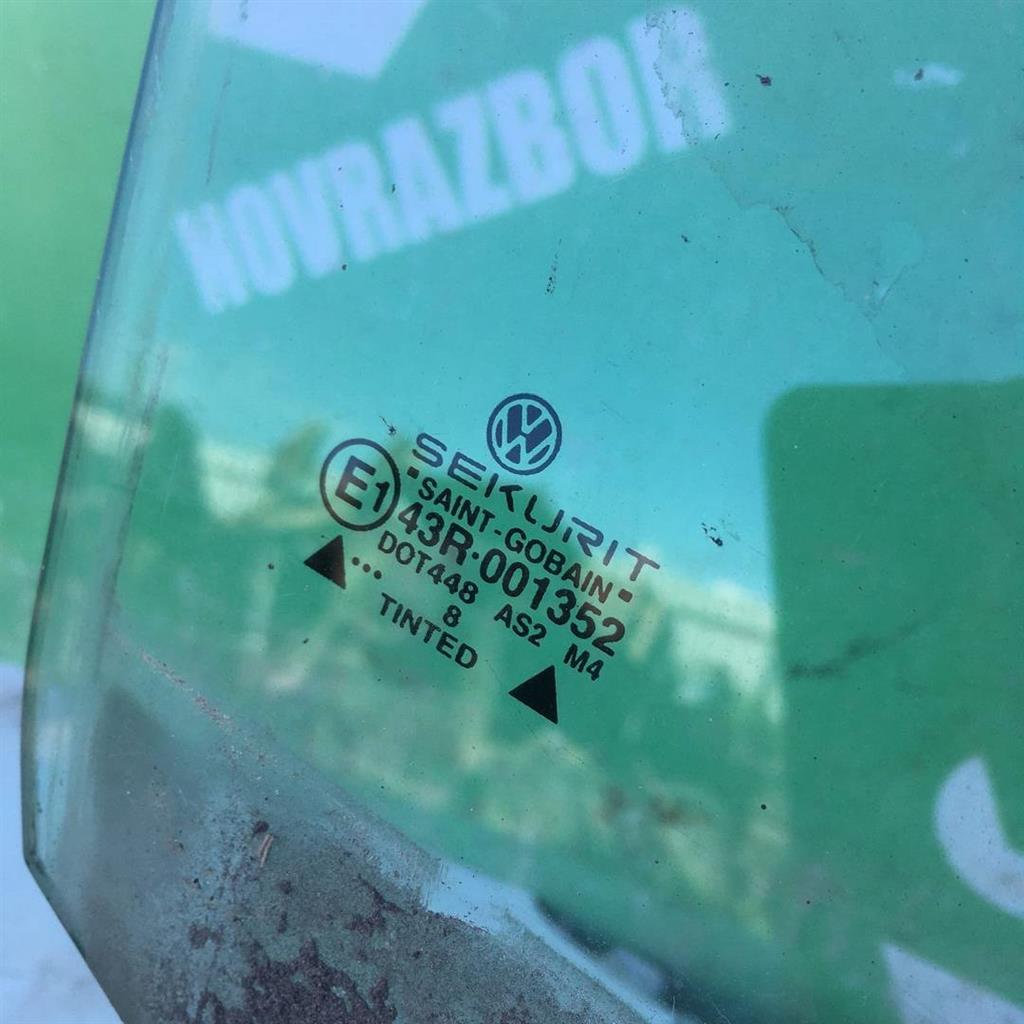 NOVRAZBOR
SEKURIT
"SAINT-GOBAIN"
E1 43R-001352
DOT448 AS2 M4
... 8
TINTED